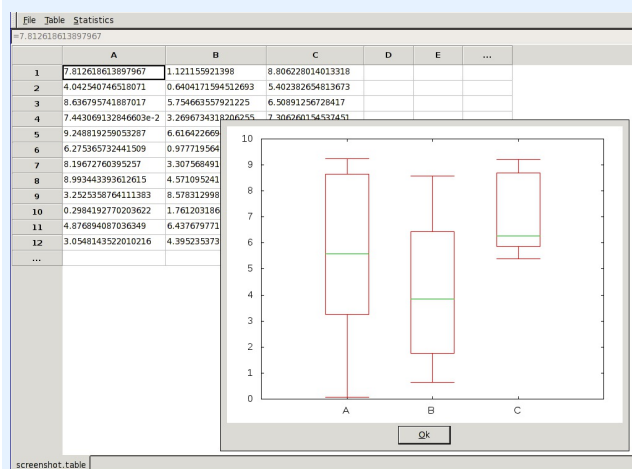 File Table Statistics
=7.812618613897967
A B C D E ...
1 7.812618613897967 1.121155921398 8.806228014013318
2 4.042540746518071 0.6404171594512693 5.402382654813673
3 8.636795741887017 5.754663557921225 6.50891256728417
4 7.443069132846603e-2 3.2696734318206255 7.306260154537451
5 9.248819259053287 6.6164226694
6 6.275365732441509 0.977719564
7 8.19672760395257 3.307568491
8 8.993443393612615 4.571095241
9 3.2525358764111383 8.578312998
10 0.2984192770203622 1.761203186
11 4.876894087036349 6.437679771
12 3.0548143522010216 4.395235373
...
10
9
8
7
6
5
4
3
2
1
0
A B C
Ok
screenshot.table